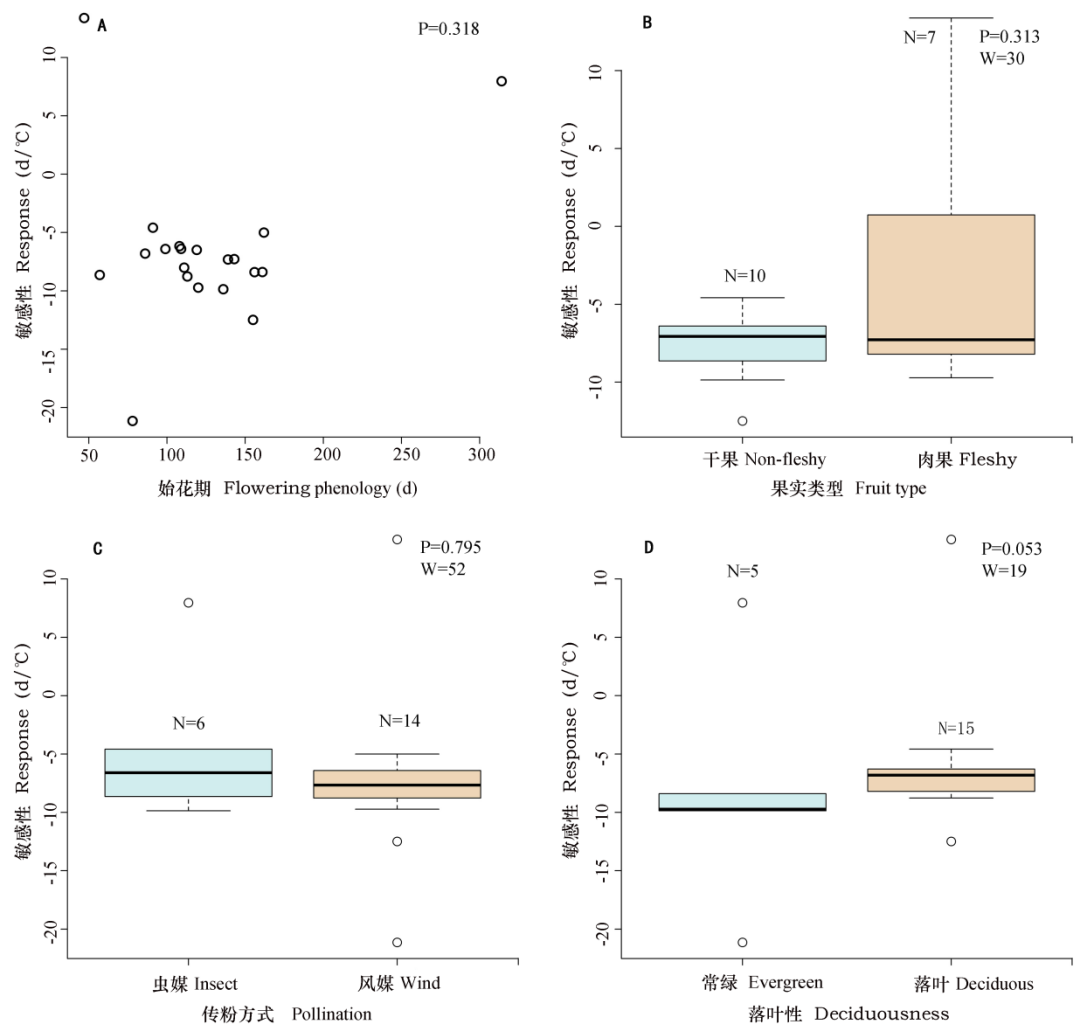 A
P=0.318
敏感性 Response (d/℃)
10
5
0
-5
-10
-15
-20
50
100
150
200
250
300
始花期 Flowering phenology (d)
B
N=7
P=0.313
W=30
N=10
敏感性 Response (d/℃)
10
5
0
-5
-10
干果 Non-fleshy
肉果 Fleshy
果实类型 Fruit type
C
P=0.795
W=52
N=6
N=14
敏感性 Response (d/℃)
10
5
0
-5
-10
-15
-20
虫媒 Insect
风媒 Wind
传粉方式 Pollination
D
N=5
P=0.053
W=19
N=15
敏感性 Response (d/℃)
10
5
0
-5
-10
-15
-20
常绿 Evergreen
落叶 Deciduous
落叶性 Deciduousness